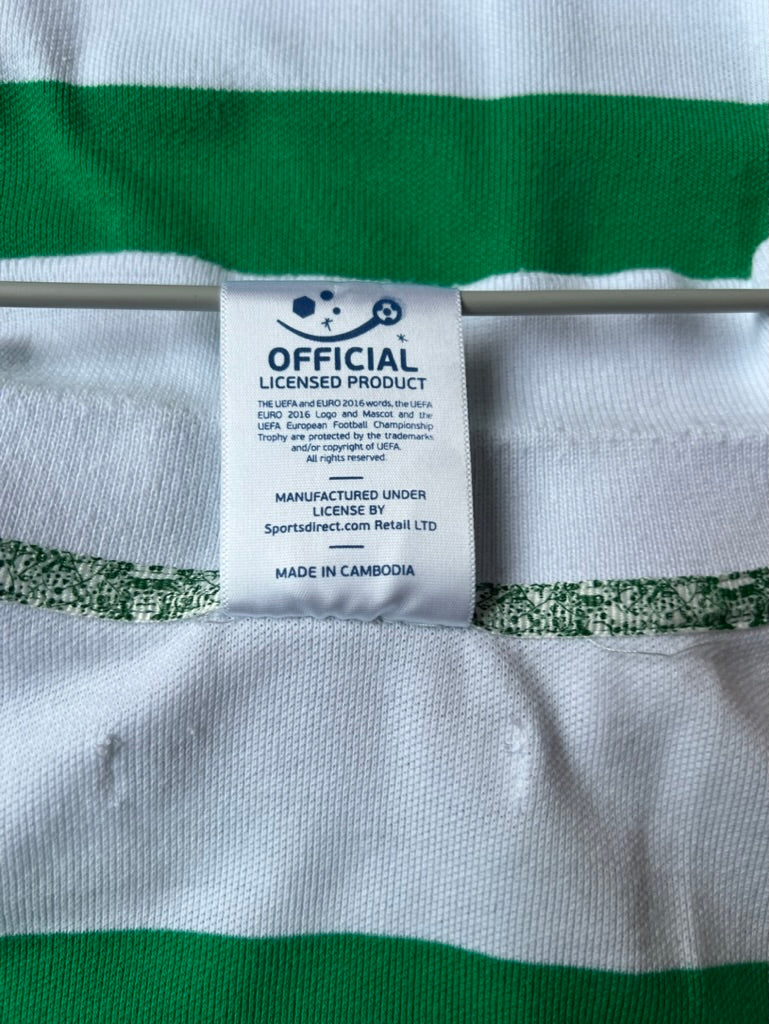 OFFICIAL
LICENSED PRODUCT
THE UEFA and EURO 2016 words, the UEFA
EURO 2016 Logo and Mascot and the
UEFA European Football Championship
Trophy are protected by the trademarks
and/or copyright of UEFA.
All rights reserved.
MANUFACTURED UNDER
LICENSE BY
Sportsdirect.com Retail LTD
MADE IN CAMBODIA